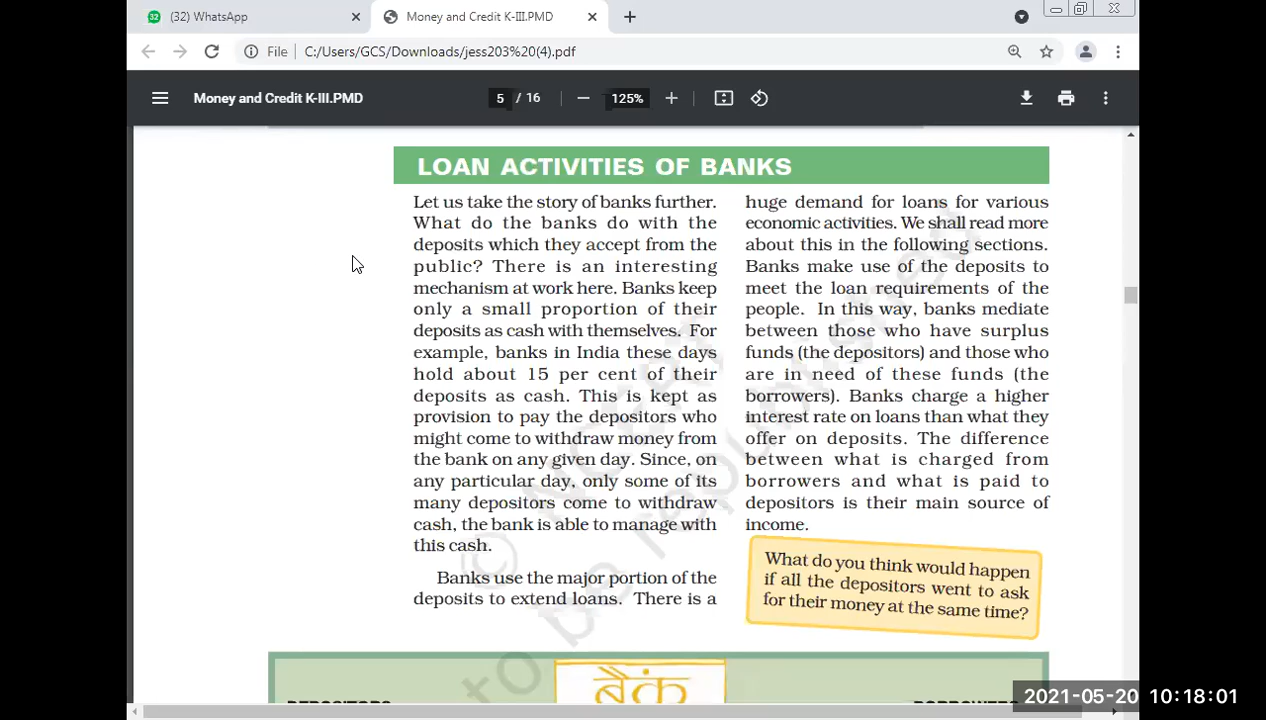 (32) WhatsApp
Money and Credit K-III.PMD
File C:/Users/GCS/Downloads/jess203%20(4).pdf
Money and Credit K-III.PMD
5 / 16
125%
LOAN ACTIVITIES OF BANKS
Let us take the story of banks further.
What do the banks do with the
deposits which they accept from the
public? There is an interesting
mechanism at work here. Banks keep
only a small proportion of their
deposits as cash with themselves. For
example, banks in India these days
hold about 15 per cent of their
deposits as cash. This is kept as
provision to pay the depositors who
might come to withdraw money from
the bank on any given day. Since, on
any particular day, only some of its
many depositors come to withdraw
cash, the bank is able to manage with
this cash.
Banks use the major portion of the
deposits to extend loans. There is a
huge demand for loans for various
economic activities. We shall read more
about this in the following sections.
Banks make use of the deposits to
meet the loan requirements of the
people. In this way, banks mediate
between those who have surplus
funds (the depositors) and those who
are in need of these funds (the
borrowers). Banks charge a higher
interest rate on loans than what they
offer on deposits. The difference
between what is charged from
borrowers and what is paid to
depositors is their main source of
income.
What do you think would happen
if all the depositors went to ask
for their money at the same time?
© NCERT
to be republished
बैंक
DEPOSITORS
2021-05-20 10:18:01